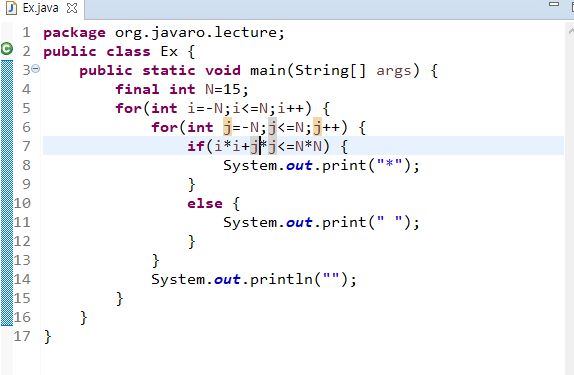 Ex.java
1 package org.javaro.lecture;
2 public class Ex {
3 public static void main(String[] args) {
4 final int N=15;
5 for(int i=-N;i<=N;i++) {
6 for(int j=-N;j<=N;j++) {
7 if(i*i+j*j<=N*N) {
8 System.out.print("*");
9 }
10 else {
11 System.out.print(" ");
12 }
13 }
14 System.out.println("");
15 }
16 }
17 }